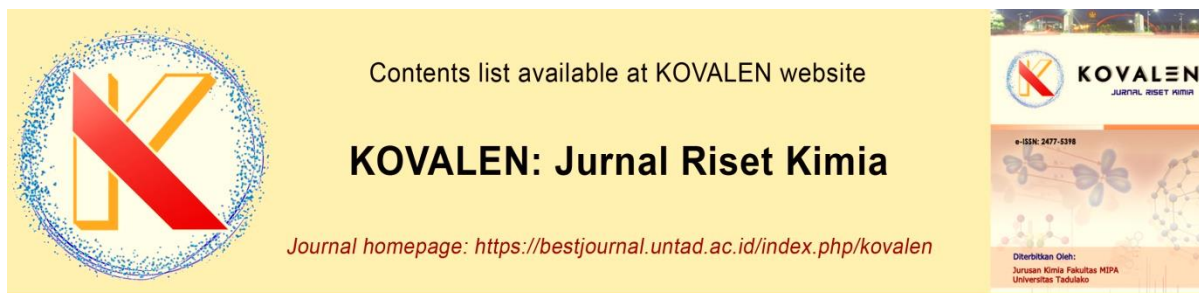 Contents list available at KOVALEN website
KOVALEN: Jurnal Riset Kimia
Journal homepage: https://bestjournal.untad.ac.id/index.php/kovalen
KOVALEN
JURNAL RISET KIMIA
e-ISSN: 2477-5398
Diterbitkan Oleh:
Jurusan Kimia Fakultas MIPA
Universitas Tadulako